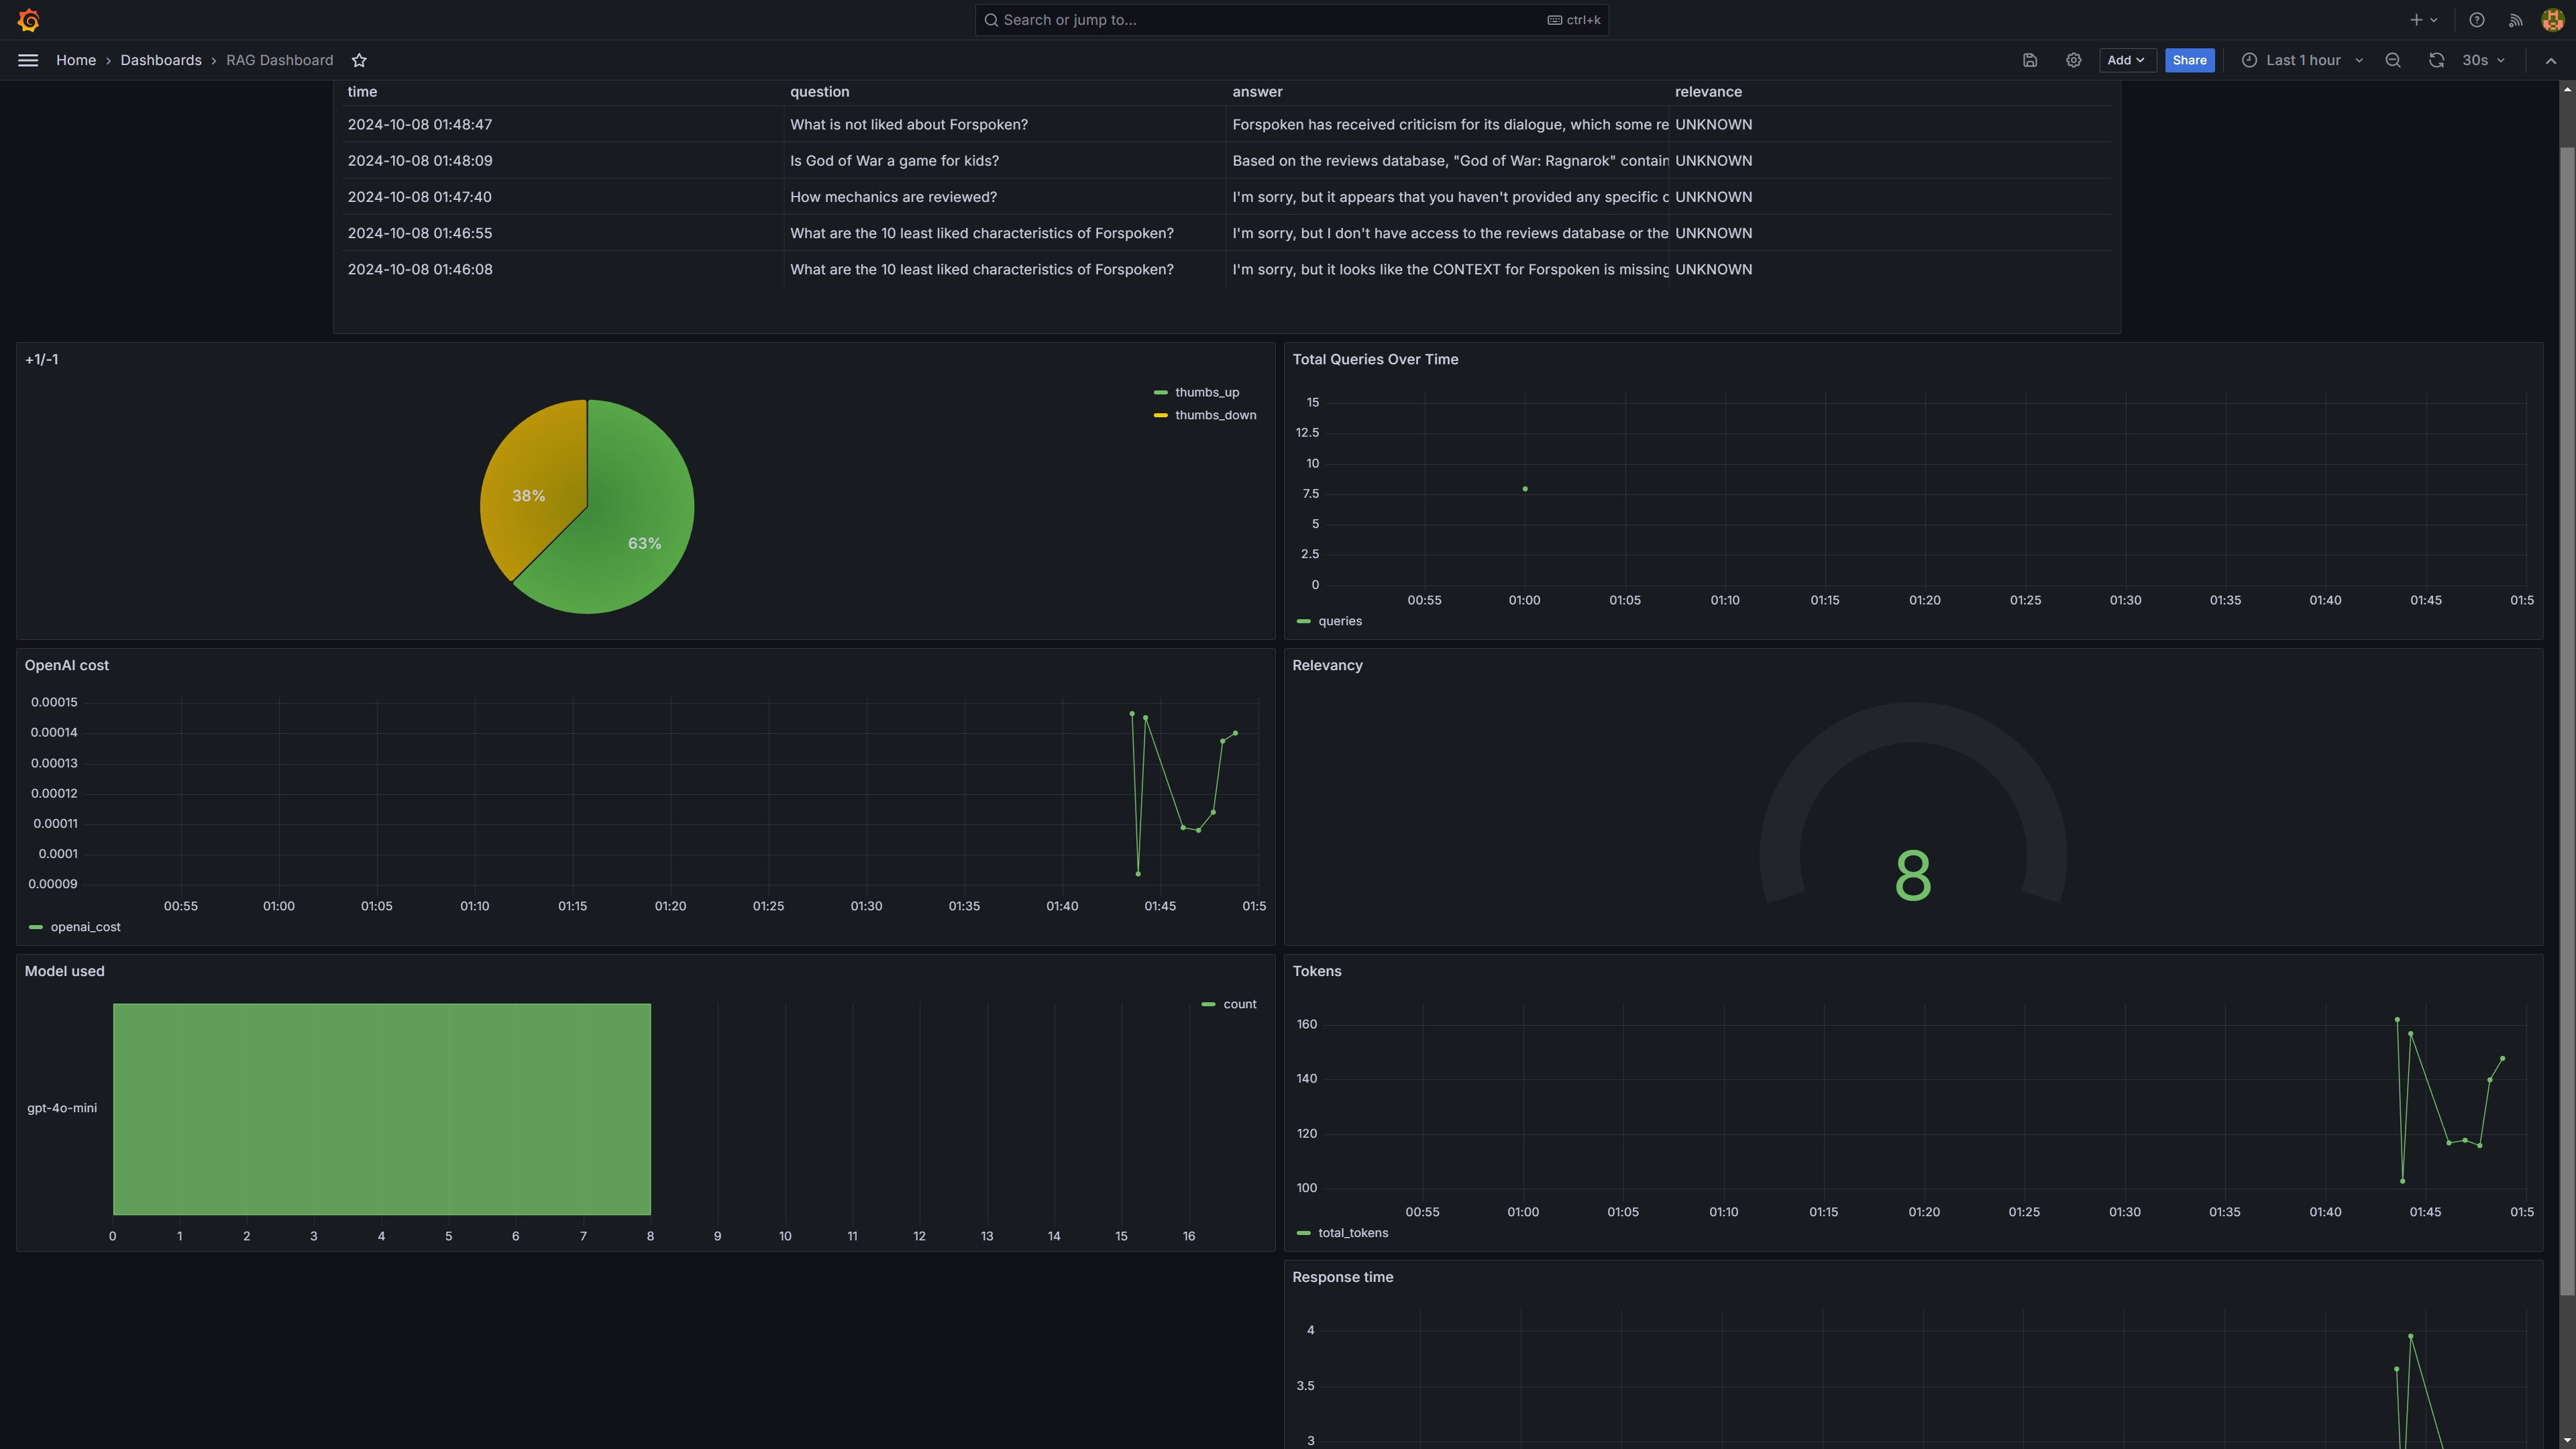 Search or jump to... ctrl+k
Home › Dashboards › RAG Dashboard Add Share Last 1 hour 30s
time question answer relevance
2024-10-08 01:48:47 What is not liked about Forspoken? Forspoken has received criticism for its dialogue, which some re UNKNOWN
2024-10-08 01:48:09 Is God of War a game for kids? Based on the reviews database, "God of War: Ragnarok" contain UNKNOWN
2024-10-08 01:47:40 How mechanics are reviewed? I'm sorry, but it appears that you haven't provided any specific c UNKNOWN
2024-10-08 01:46:55 What are the 10 least liked characteristics of Forspoken? I'm sorry, but I don't have access to the reviews database or the UNKNOWN
2024-10-08 01:46:08 What are the 10 least liked characteristics of Forspoken? I'm sorry, but it looks like the CONTEXT for Forspoken is missing UNKNOWN
+1/-1
thumbs_up
thumbs_down
38%
63%
Total Queries Over Time
15
12.5
10
7.5
5
2.5
0
00:55 01:00 01:05 01:10 01:15 01:20 01:25 01:30 01:35 01:40 01:45 01:5
queries
OpenAI cost
0.00015
0.00014
0.00013
0.00012
0.00011
0.0001
0.00009
00:55 01:00 01:05 01:10 01:15 01:20 01:25 01:30 01:35 01:40 01:45 01:5
openai_cost
Relevancy
8
Model used
count
gpt-4o-mini
0 1 2 3 4 5 6 7 8 9 10 11 12 13 14 15 16
Tokens
160
140
120
100
00:55 01:00 01:05 01:10 01:15 01:20 01:25 01:30 01:35 01:40 01:45 01:5
total_tokens
Response time
4
3.5
3